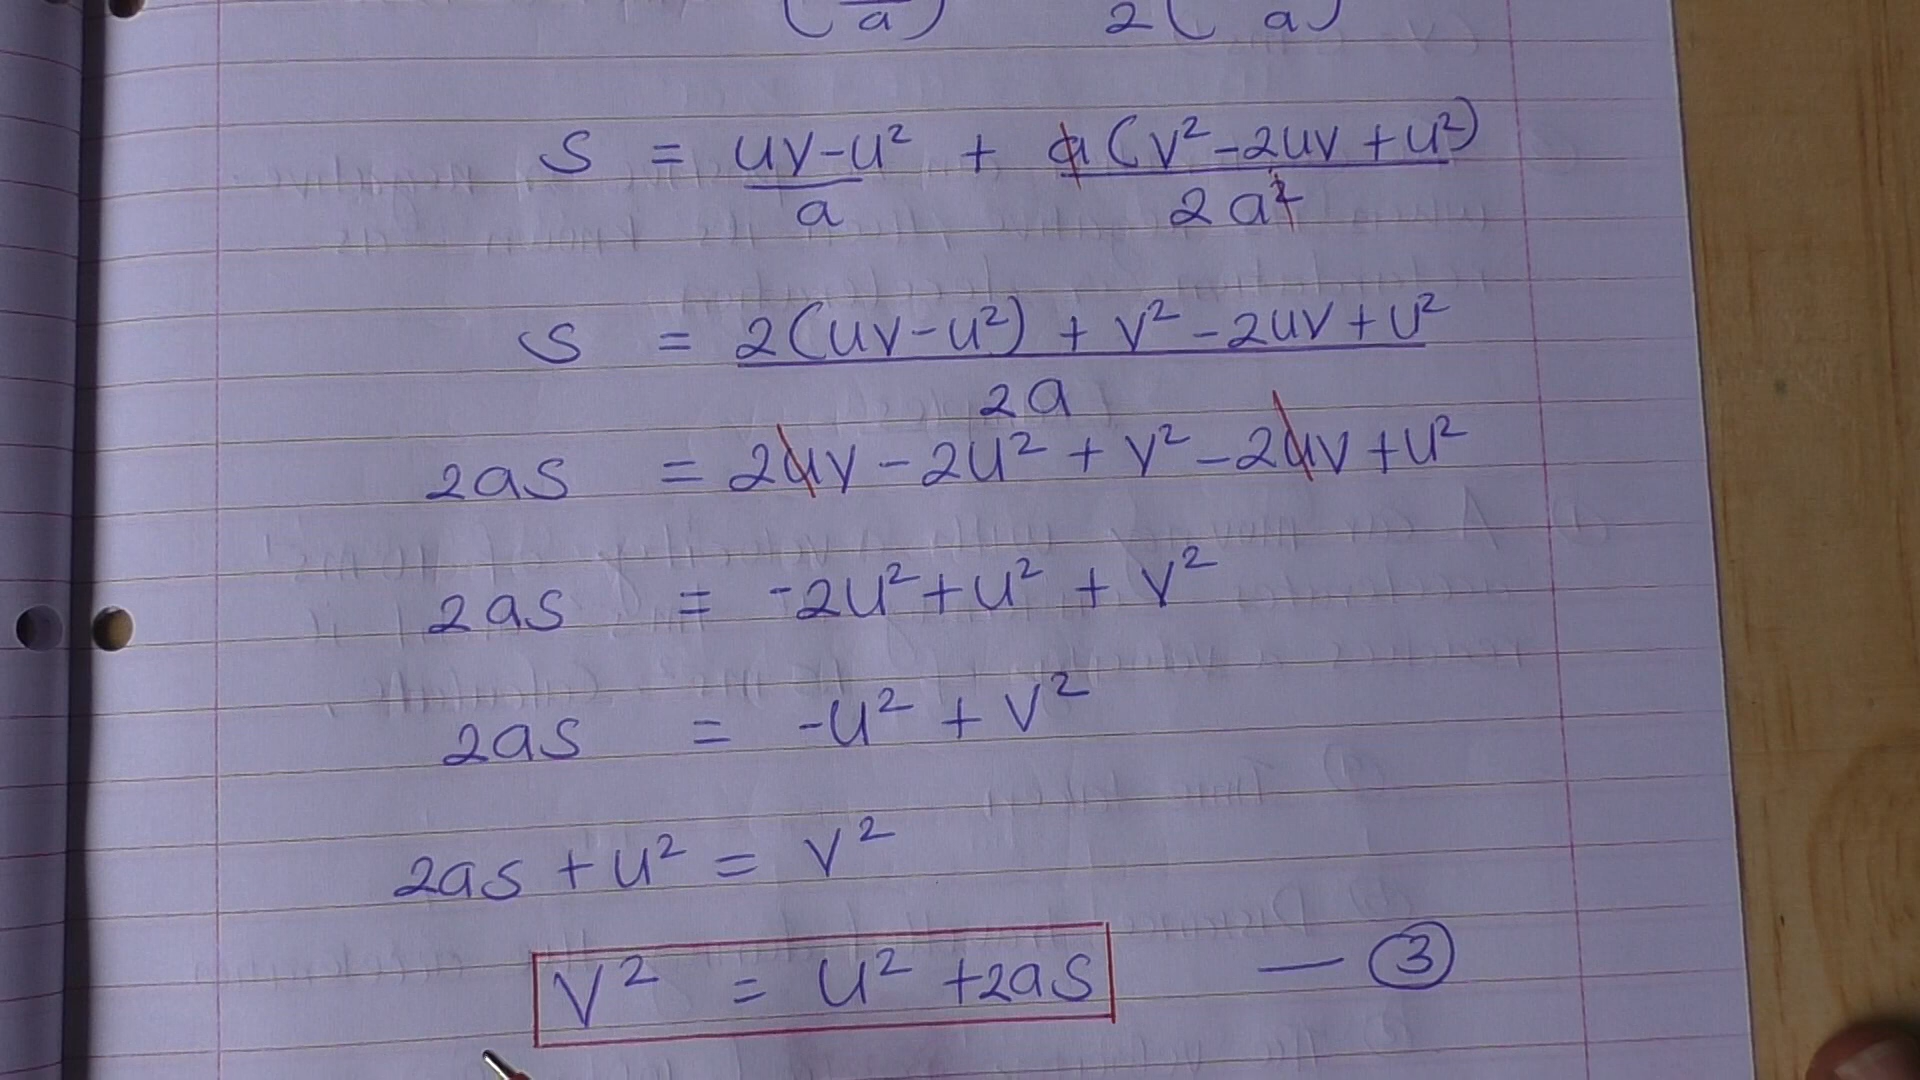 (a) 2( a)
S = uv-u² + a(v²-2uv+u²)
a 2a²
S = 2(uv-u²) + v²-2uv+u²
2a
2as = 2uv-2u²+v²-2uv+u²
2as = -2u²+u²+v²
2as = -u²+v²
2as+u² = v²
v² = u²+2as — ③